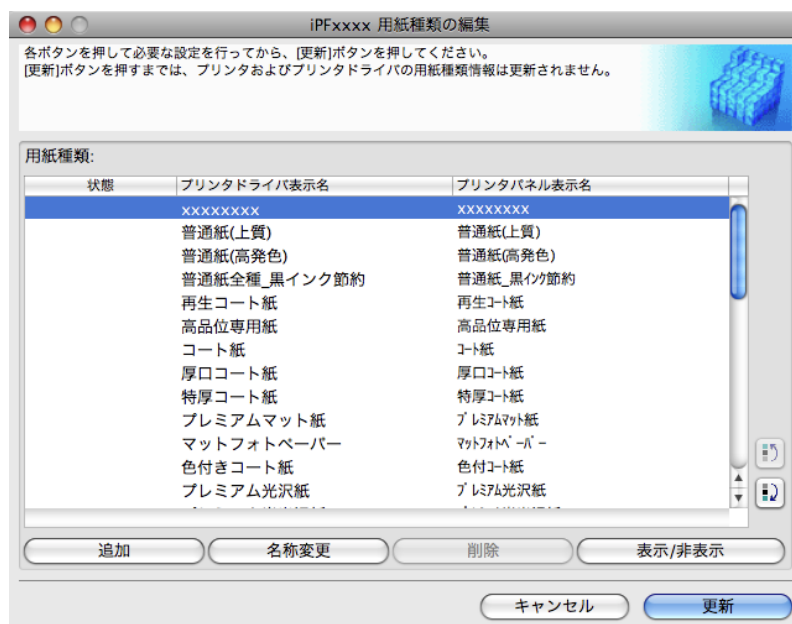 iPFxxxx 用紙種類の編集
各ボタンを押して必要な設定を行ってから、[更新]ボタンを押してください。
[更新]ボタンを押すまでは、プリンタおよびプリンタドライバの用紙種類情報は更新されません。
用紙種類:
状態 プリンタドライバ表示名 プリンタパネル表示名
xxxxxxxx xxxxxxxx
普通紙(上質) 普通紙(上質)
普通紙(高発色) 普通紙(高発色)
普通紙全種_黒インク節約 普通紙_黒インク節約
再生コート紙 再生コート紙
高品位専用紙 高品位専用紙
コート紙 コート紙
厚口コート紙 厚口コート紙
特厚コート紙 特厚コート紙
プレミアムマット紙 プレミアムマット紙
マットフォトペーパー マットフォトペーパー
色付きコート紙 色付コート紙
プレミアム光沢紙 プレミアム光沢紙
追加 名称変更 削除 表示/非表示
キャンセル 更新